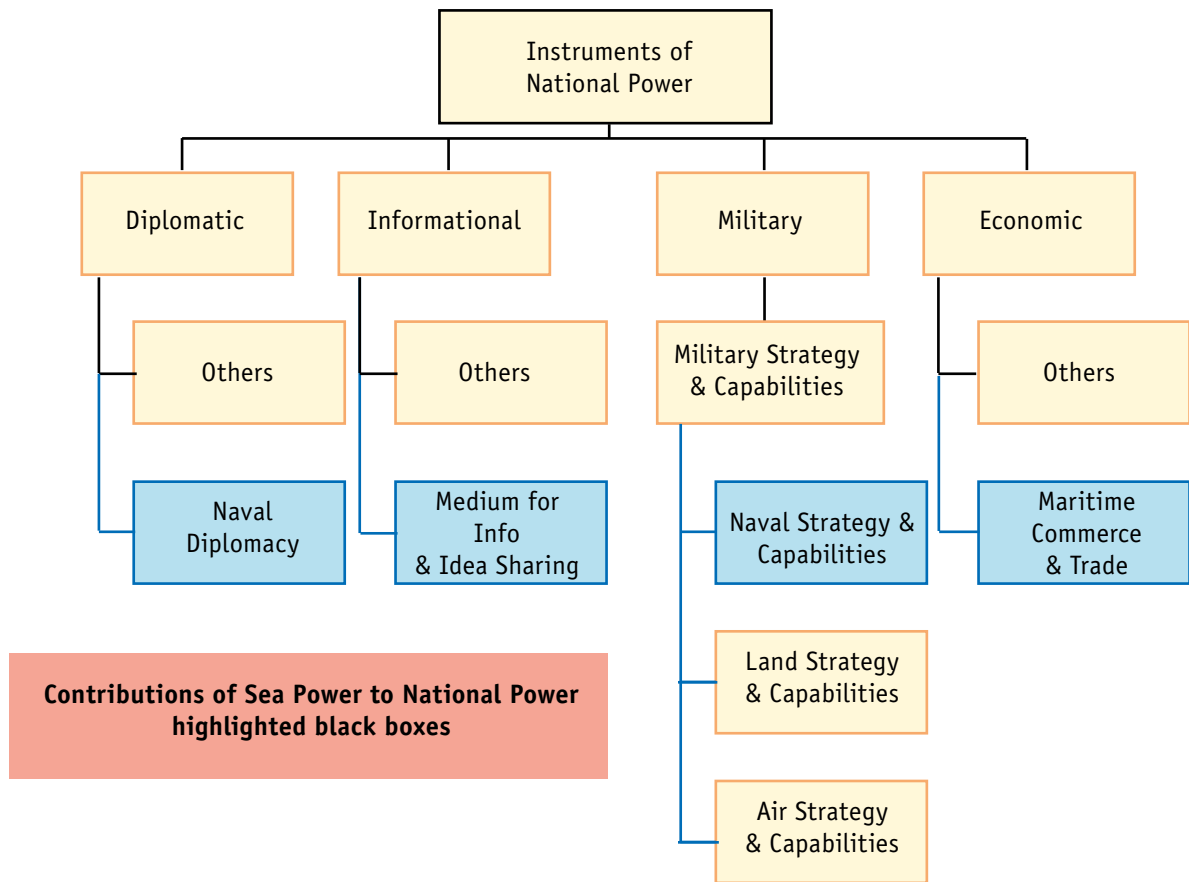 Instruments of
National Power
Diplomatic
Informational
Military
Economic
Others
Others
Military Strategy
& Capabilities
Others
Naval
Diplomacy
Medium for
Info
& Idea Sharing
Naval Strategy &
Capabilities
Maritime
Commerce
& Trade
Land Strategy
& Capabilities
Contributions of Sea Power to National Power
highlighted black boxes
Air Strategy
& Capabilities